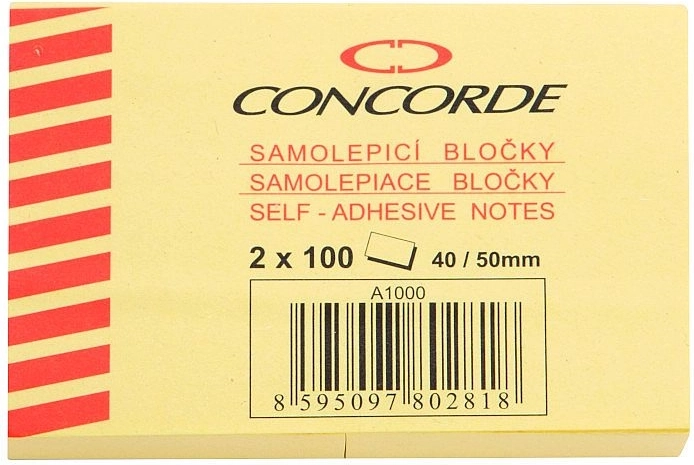 CONCORDE
SAMOLEPICÍ BLOČKY
SAMOLEPIACE BLOČKY
SELF - ADHESIVE NOTES
2 x 100 40 / 50mm
A1000
8 595097 802818